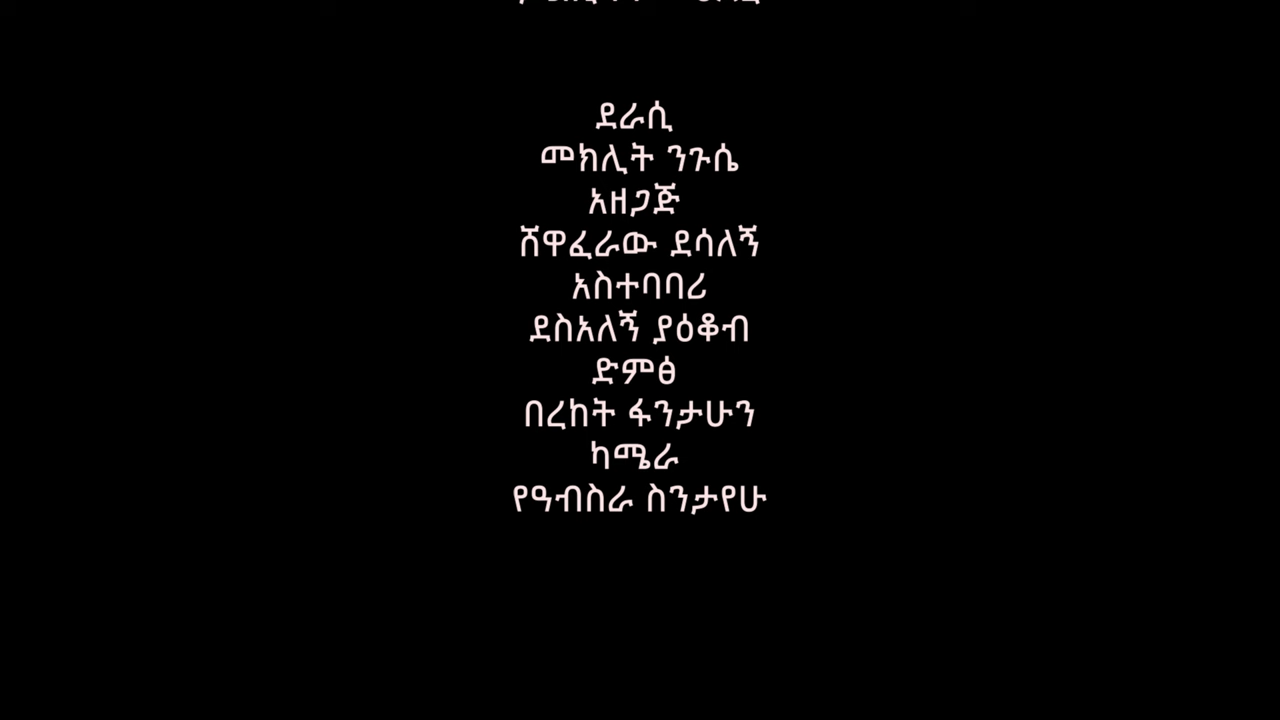 ደራሲ
መክሊት ንጉሴ
አዘጋጅ
ሸዋፈራው ደሳለኝ
አስተባባሪ
ደስአለኝ ያዕቆብ
ድምፅ
በረከት ፋንታሁን
ካሜራ
የዓብስራ ስንታየሁ